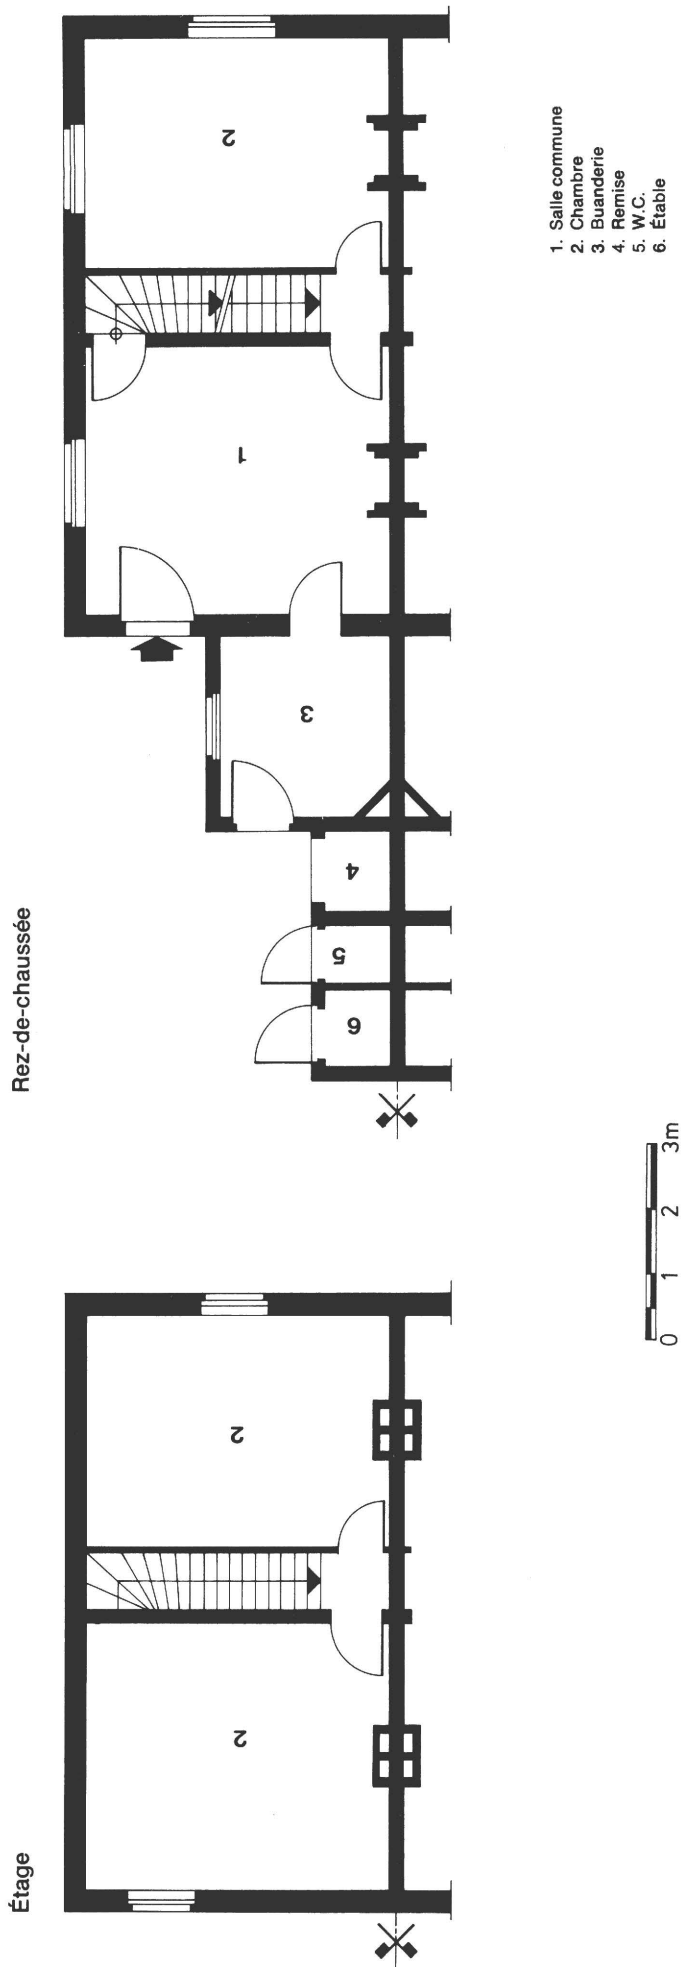 Étage
2
2
Rez-de-chaussée
6
5
4
3
1
2
0 1 2 3m
1. Salle commune
2. Chambre
3. Buanderie
4. Remise
5. W.C.
6. Étable